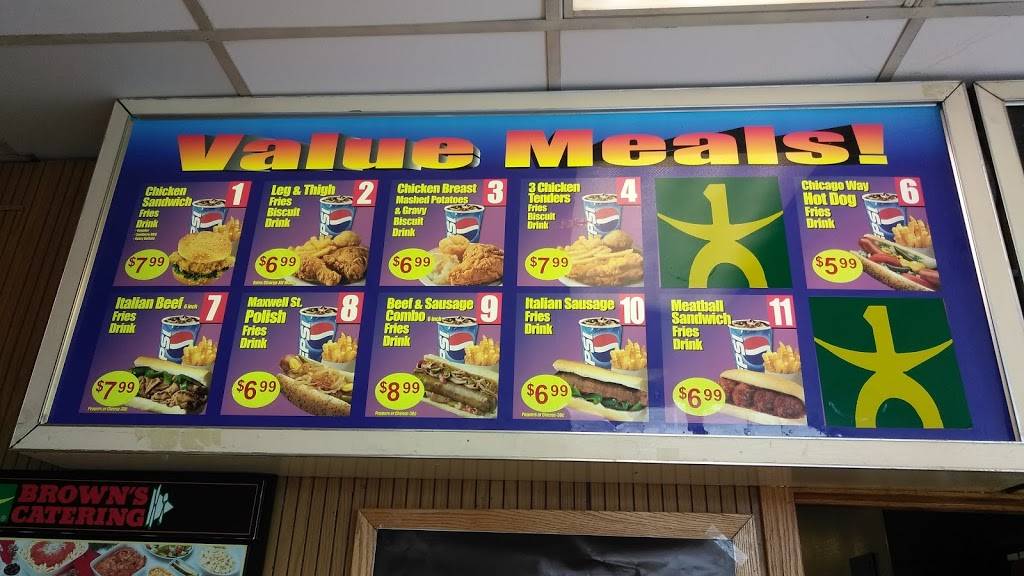 Value Meals!
Chicken
Sandwich
Fries
Drink
1
$7.99
Leg & Thigh
Fries
Biscuit
Drink
2
$6.99
Chicken Breast
Mashed Potatoes
& Gravy
Biscuit
Drink
3
$6.99
3 Chicken
Tenders
Fries
Biscuit
Drink
4
$7.99
Chicago Way
Hot Dog
Fries
Drink
6
$5.99
Italian Beef 6 inch
Fries
Drink
7
$7.99
Maxwell St.
Polish
Fries
Drink
8
$6.99
Beef & Sausage
Combo 6 inch
Fries
Drink
9
$8.99
Italian Sausage
Fries
Drink
10
$6.99
Meatball
Sandwich
Fries
Drink
11
$6.99
BROWN'S
CATERING